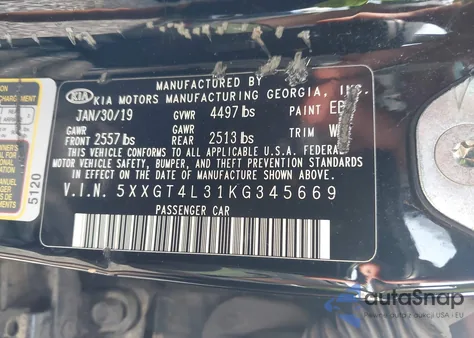 MANUFACTURED BY
KIA KIA MOTORS MANUFACTURING GEORGIA, INC.
JAN/30/19 GVWR 4497 lbs PAINT
GAWR FRONT 2557 lbs GAWR REAR 2513 lbs TRIM
THIS VEHICLE CONFORMS TO ALL APPLICABLE U.S.A. FEDERAL
MOTOR VEHICLE SAFETY, BUMPER, AND THEFT PREVENTION STANDARDS
IN EFFECT ON THE DATE OF MANUFACTURE SHOWN ABOVE.
V.I.N. 5XXGT4L31KG345669
PASSENGER CAR
5120
autoSnap